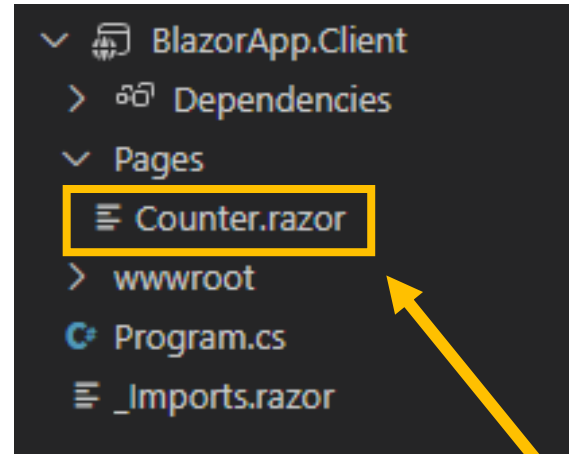 BlazorApp.Client
Dependencies
Pages
Counter.razor
wwwroot
C# Program.cs
_Imports.razor